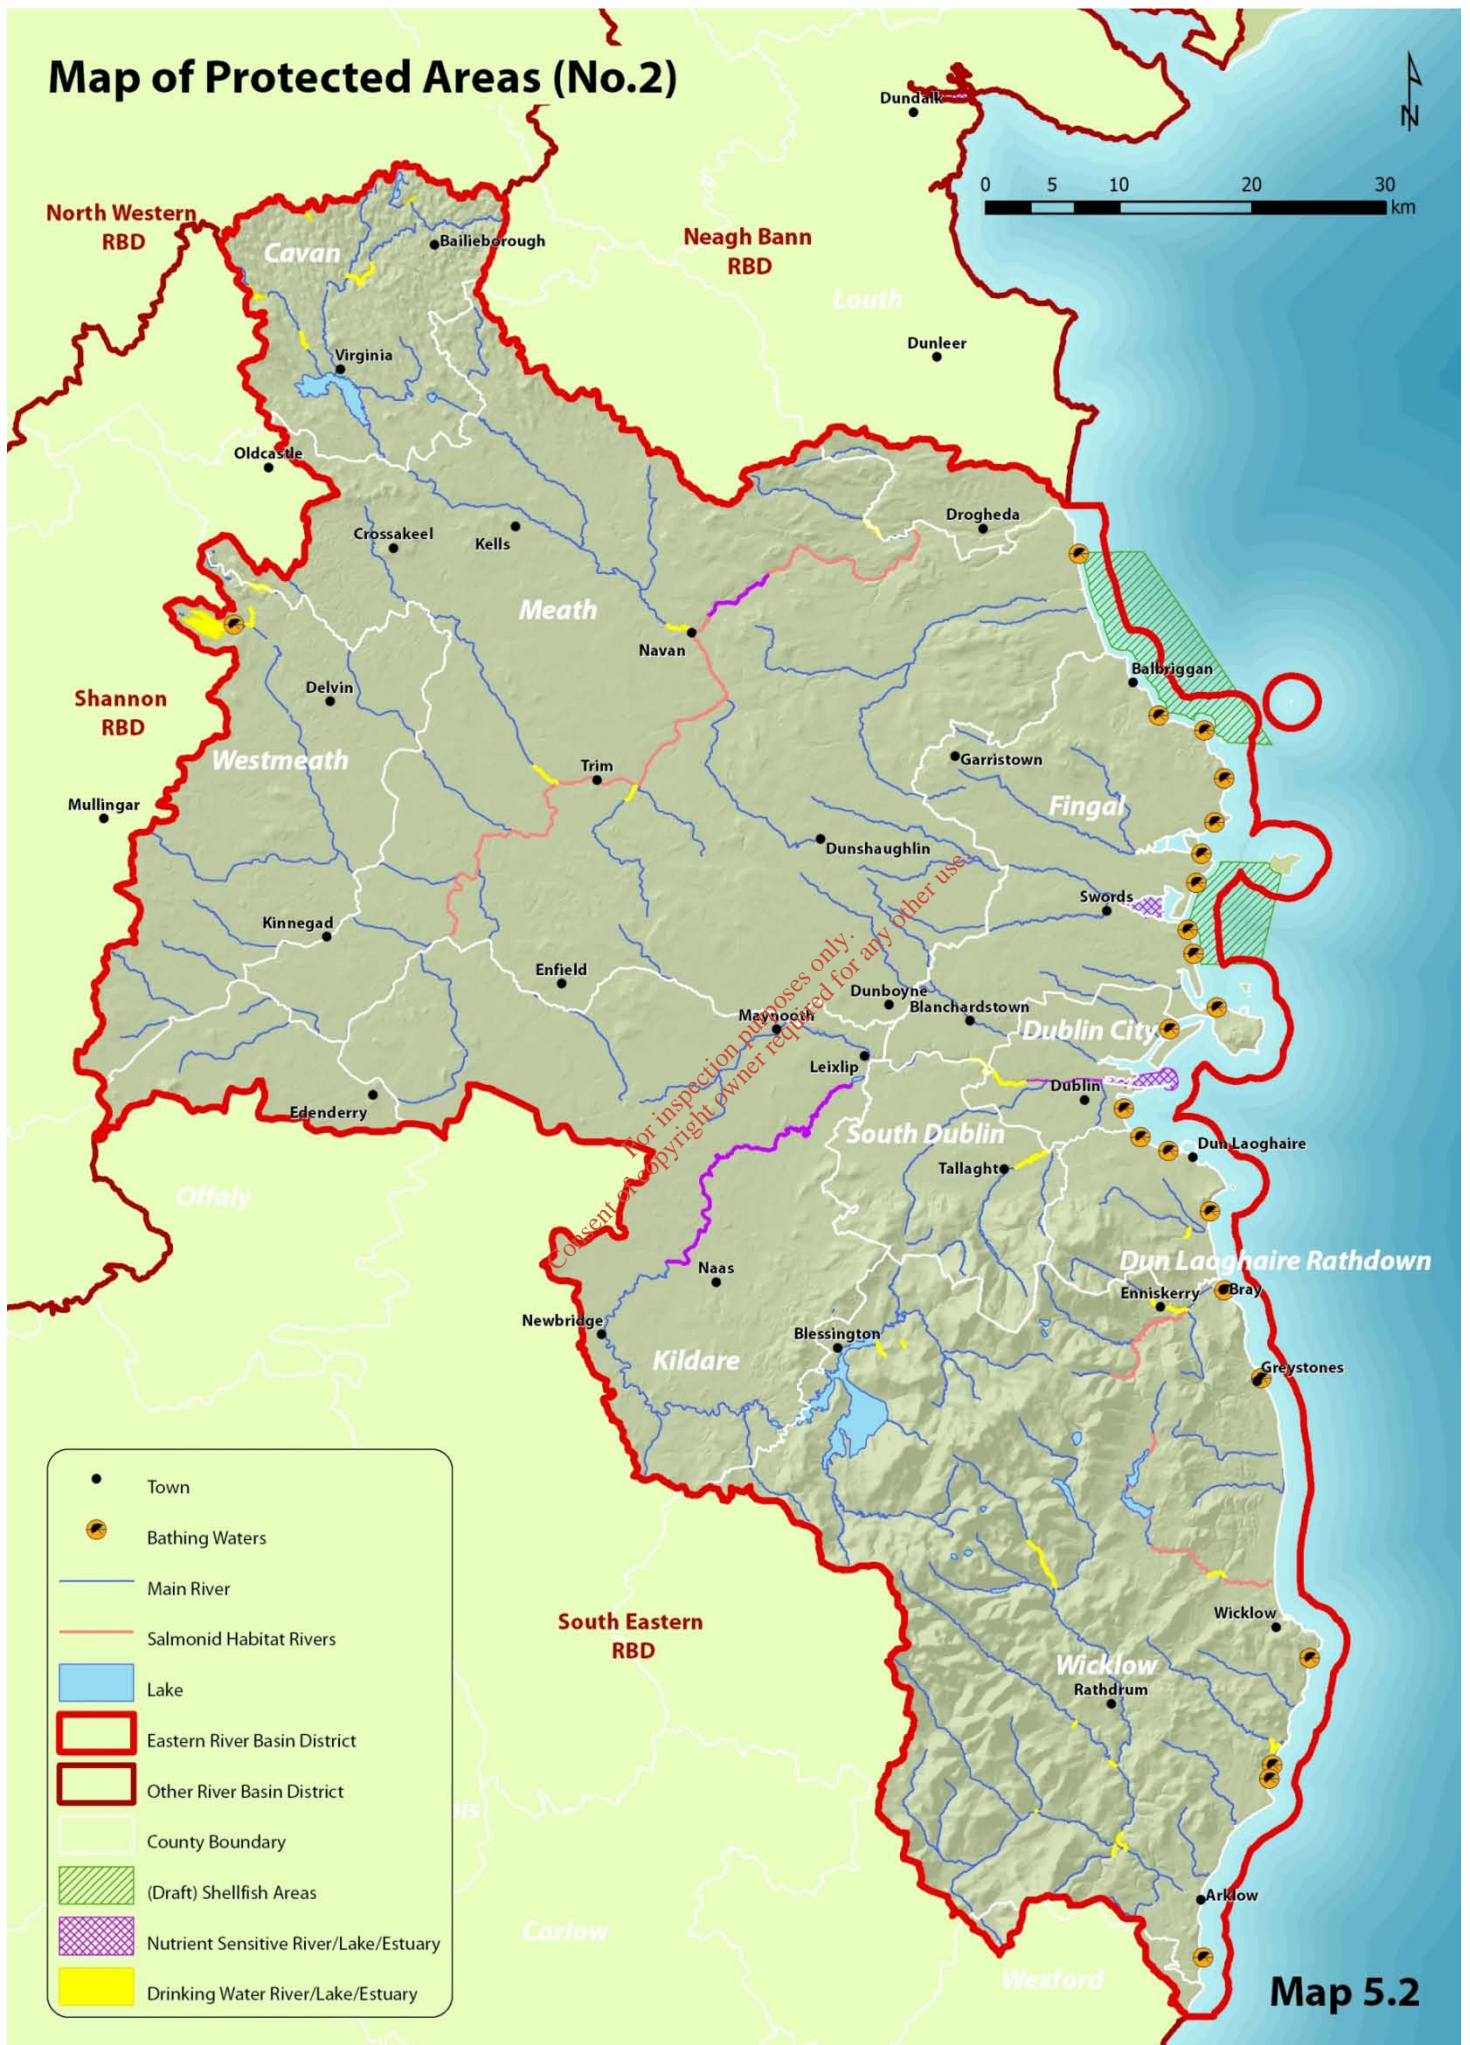 Map of Protected Areas (No.2)
N
0 5 10 20 30
km
Dundalk
North Western
RBD
Cavan
Bailieborough
Neagh Bann
RBD
Louth
Dunleer
Virginia
Oldcastle
Crossakeel
Kells
Drogheda
Meath
Navan
Balbriggan
Shannon
RBD
Delvin
Westmeath
Trim
Garristown
Mullingar
Fingal
Dunshaughlin
Swords
Kinnegad
Enfield
Dunboyne
Blanchardstown
Maynooth
Dublin City
Leixlip
Dublin
Edenderry
South Dublin
Dun Laoghaire
Tallaght
Offaly
Naas
Dun Laoghaire Rathdown
Enniskerry
Bray
Newbridge
Blessington
Kildare
Greystones
For inspection purposes only.
Consent of copyright owner required for any other use.
South Eastern
RBD
Wicklow
Wicklow
Rathdrum
Arklow
ois
Carlow
Wexford
Town
Bathing Waters
Main River
Salmonid Habitat Rivers
Lake
Eastern River Basin District
Other River Basin District
County Boundary
(Draft) Shellfish Areas
Nutrient Sensitive River/Lake/Estuary
Drinking Water River/Lake/Estuary
Map 5.2